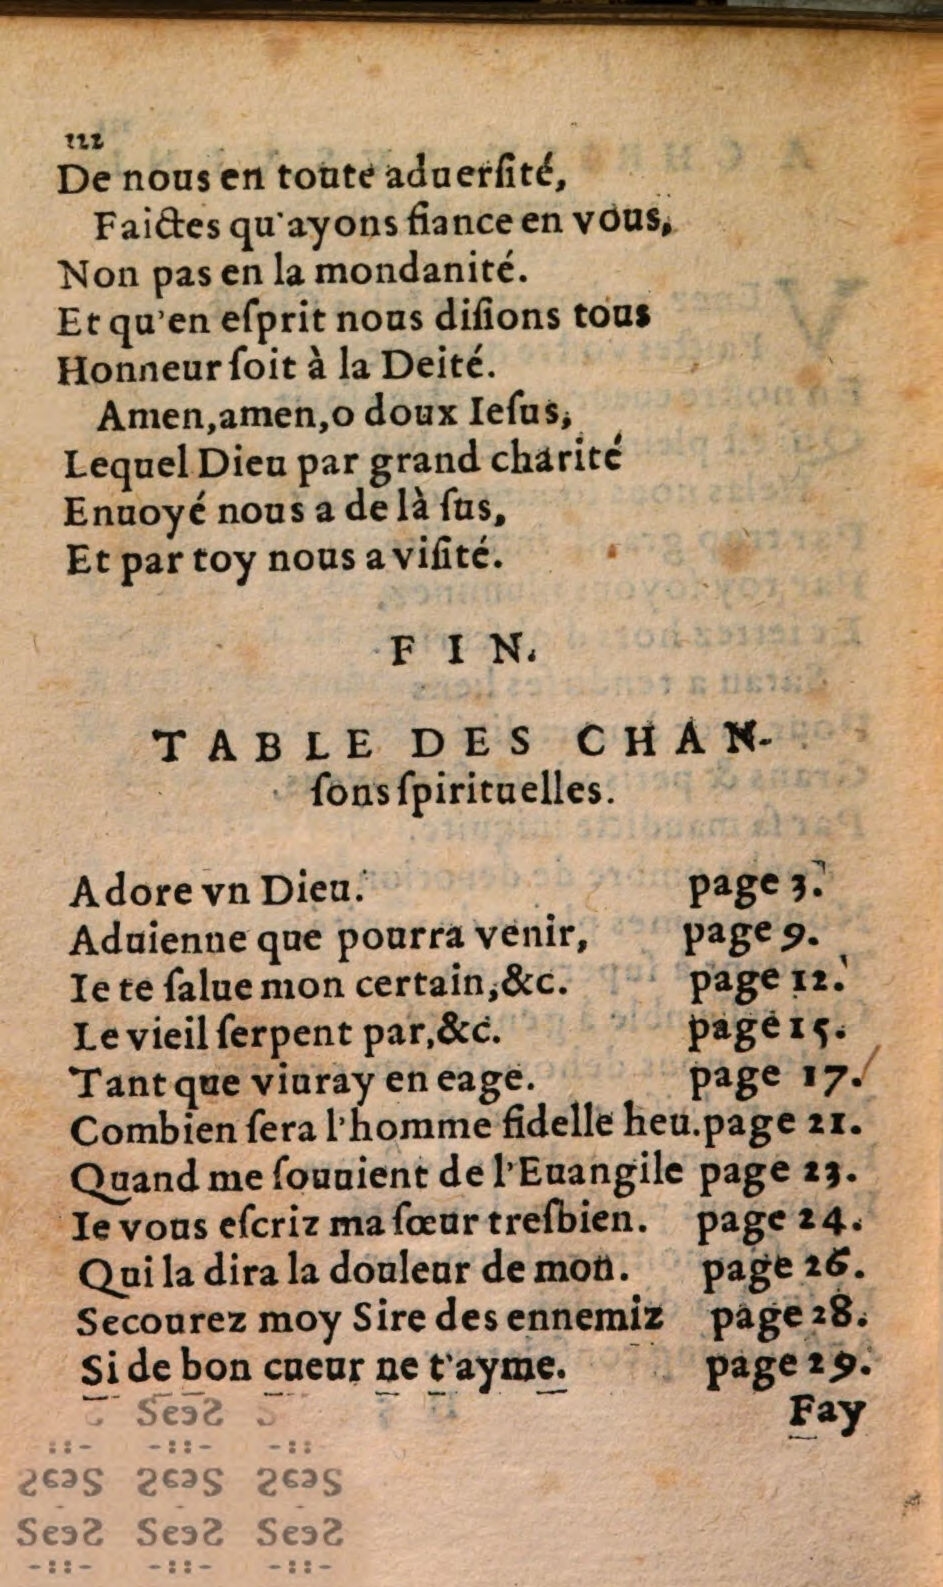 112
De nous en toute aduerſité,
Faictes qu'ayons fiance en vous,
Non pas en la mondanité.
Et qu'en eſprit nous diſions tous
Honneur ſoit à la Deité.
Amen, amen, o doux Ieſus,
Lequel Dieu par grand charité
Enuoyé nous a de là ſus,
Et par toy nous a viſité.
FIN.
TABLE DES CHAN-
ſons ſpirituelles.
Adore vn Dieu. page 3.
Aduienne que pourra venir, page 9.
Ie te ſalue mon certain, &c. page 12.
Le vieil ſerpent par, &c. page 15.
Tant que viuray en eage. page 17.
Combien ſera l'homme fidelle heu. page 21.
Quand me ſouuient de l'Euangile page 23.
Ie vous eſcriz ma ſœur treſbien. page 24.
Qui la dira la douleur de mon. page 26.
Secourez moy Sire des ennemiz page 28.
Si de bon cueur ne t'ayme. page 29.
Fay